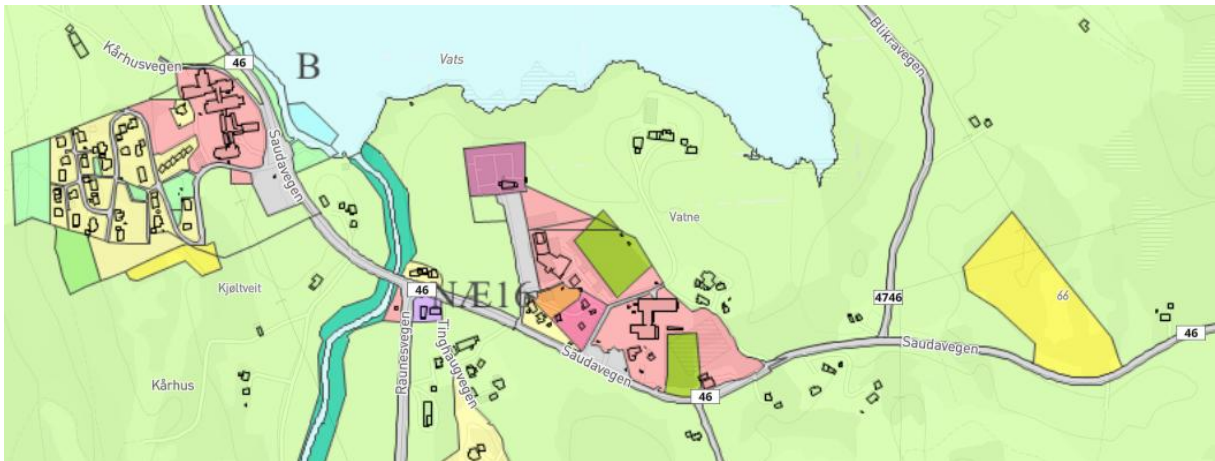 Kårhusvegen
46
B
Vats
Blikravegen
Saudavegen
Vatne
Kjøltveit
46
NÆ16
4746
66
46
Saudavegen
Kårhus
Raunesvegen
Tinghaugvegen
Saudavegen
46